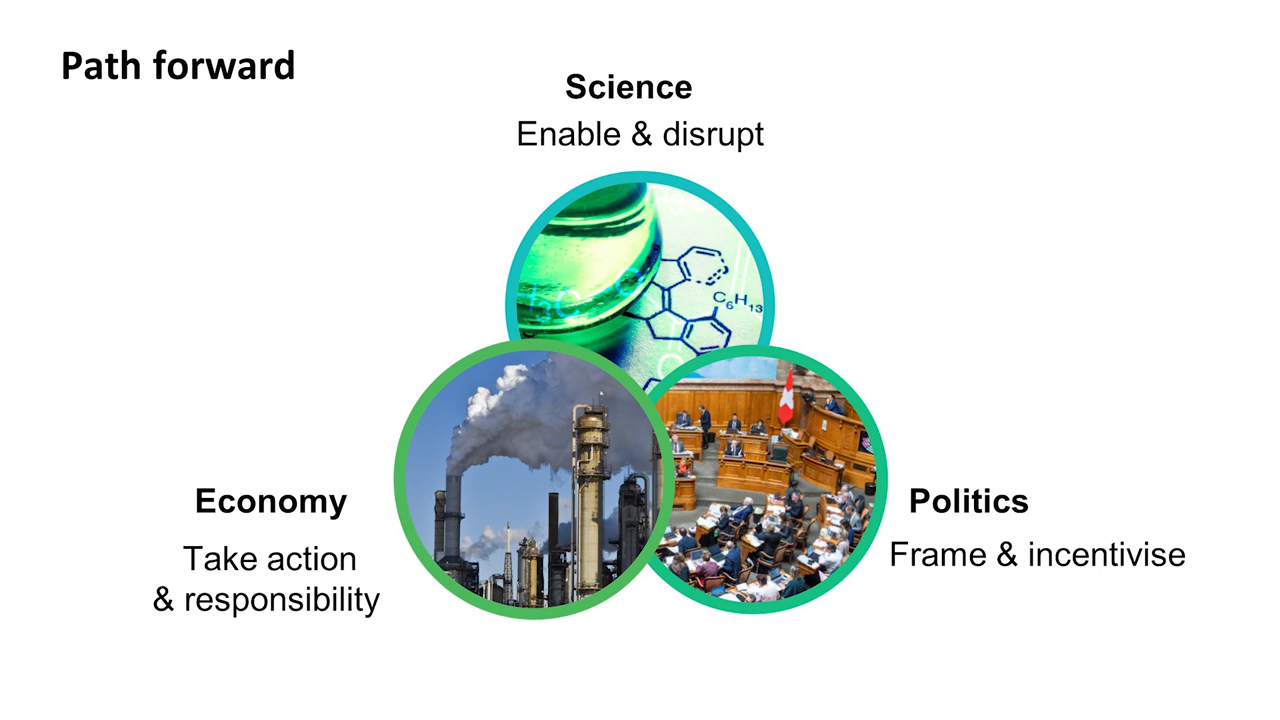 Path forward
Science
Enable & disrupt
C6H13
Economy
Take action
& responsibility
Politics
Frame & incentivise